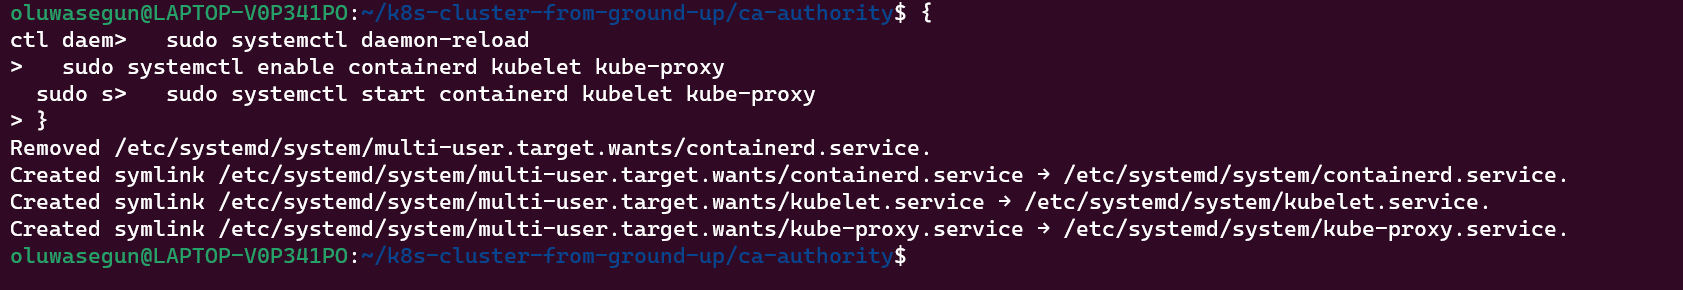 oluwasegun@LAPTOP-V0P341PO:~/k8s-cluster-from-ground-up/ca-authority$ {
ctl daem>   sudo systemctl daemon-reload
>   sudo systemctl enable containerd kubelet kube-proxy
  sudo s>   sudo systemctl start containerd kubelet kube-proxy
> }
Removed /etc/systemd/system/multi-user.target.wants/containerd.service.
Created symlink /etc/systemd/system/multi-user.target.wants/containerd.service → /etc/systemd/system/containerd.service.
Created symlink /etc/systemd/system/multi-user.target.wants/kubelet.service → /etc/systemd/system/kubelet.service.
Created symlink /etc/systemd/system/multi-user.target.wants/kube-proxy.service → /etc/systemd/system/kube-proxy.service.
oluwasegun@LAPTOP-V0P341PO:~/k8s-cluster-from-ground-up/ca-authority$